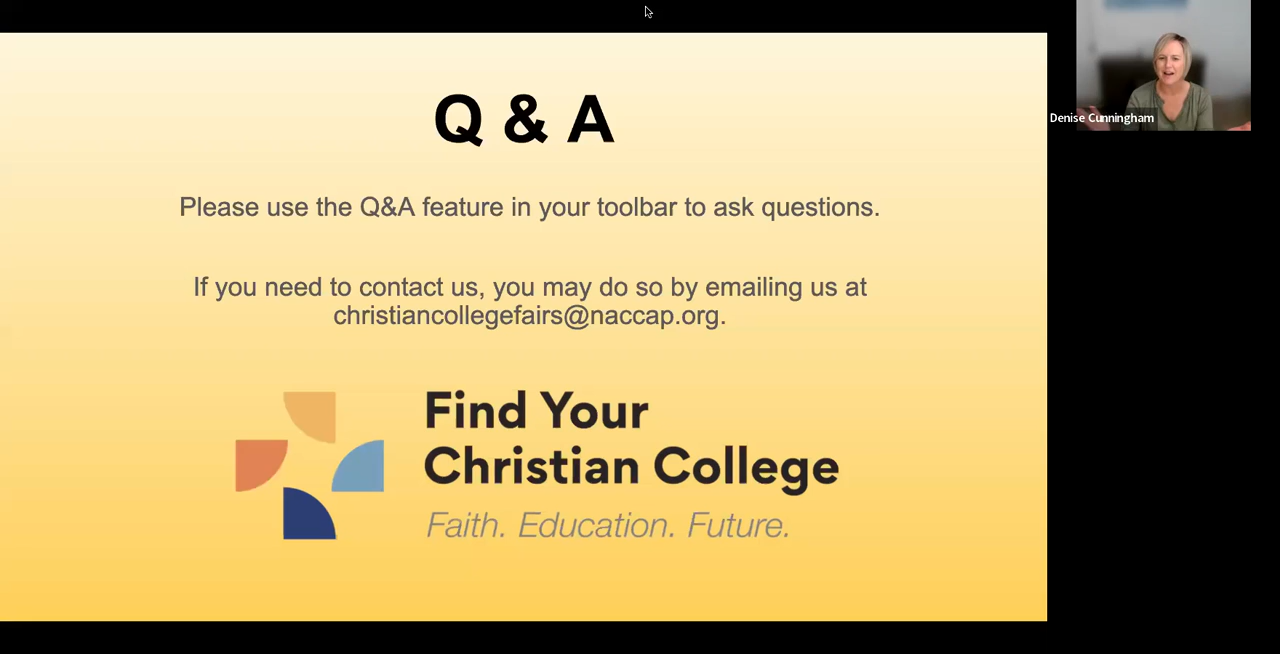 Q & A
Please use the Q&A feature in your toolbar to ask questions.
If you need to contact us, you may do so by emailing us at
christiancollegefairs@naccap.org.
Find Your
Christian College
Faith. Education. Future.
Denise Cunningham